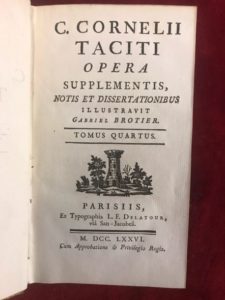 C. CORNELII
TACITI
OPERA
SUPPLEMENTIS,
NOTIS ET DISSERTATIONIBUS
ILLUSTRAVIT
GABRIEL BROTIER.
TOMUS QUARTUS.
PARISIIS,
Ex Typographia L. F. DELATOUR,
viâ San-Jacobeâ.
M. DCC. LXXVI.
Cum Approbatione & Privilegio Regis.